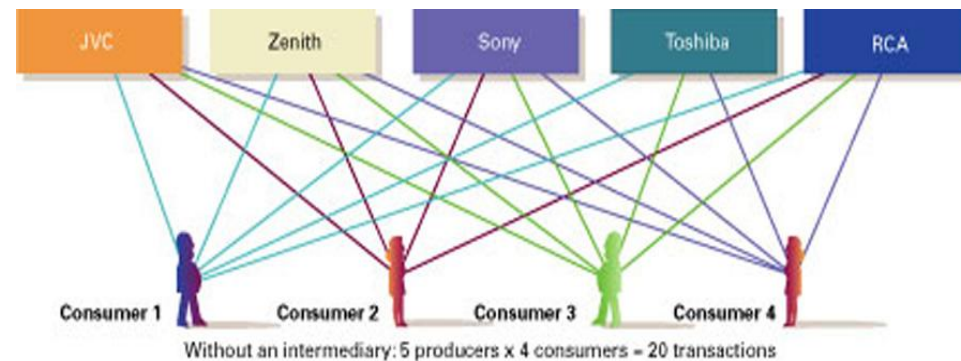 JVC
Zenith
Sony
Toshiba
RCA
Consumer 1
Consumer 2
Consumer 3
Consumer 4
Without an intermediary: 5 producers x 4 consumers = 20 transactions